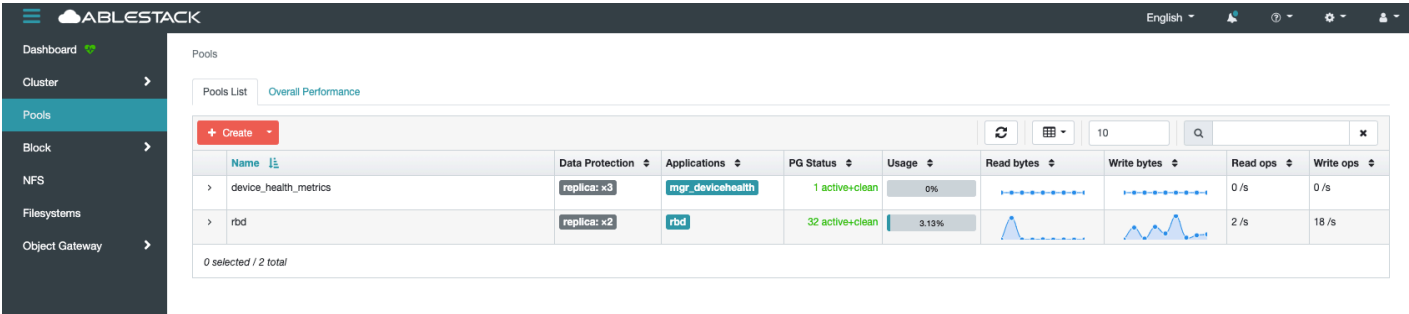 ABLESTACK English
Dashboard
Cluster
Pools
Block
NFS
Filesystems
Object Gateway
Pools
Pools List Overall Performance
+ Create 10
Name Data Protection Applications PG Status Usage Read bytes Write bytes Read ops Write ops
device_health_metrics replica: ×3 mgr_devicehealth 1 active+clean 0% 0 /s 0 /s
rbd replica: ×2 rbd 32 active+clean 3.13% 2 /s 18 /s
0 selected / 2 total